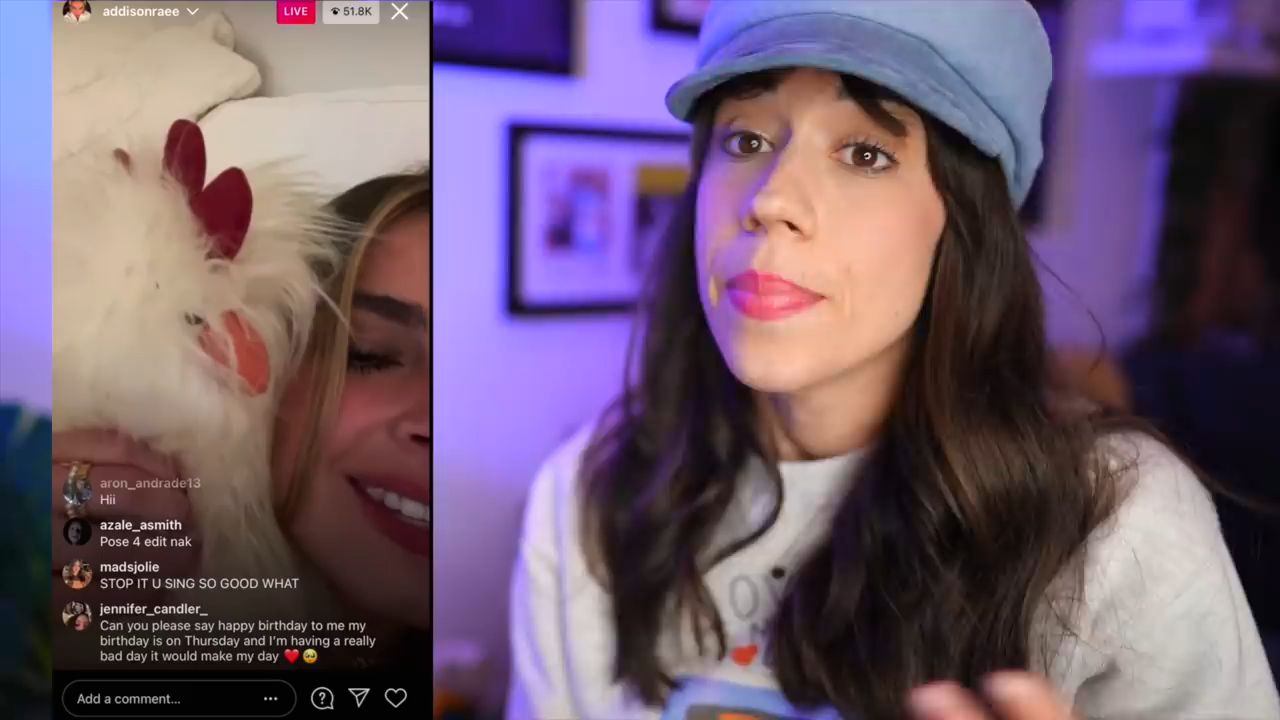 addisonraee
LIVE
51.8K
aron_andrade13
Hii
azale_asmith
Pose 4 edit nak
madsjolie
STOP IT U SING SO GOOD WHAT
jennifer_candler_
Can you please say happy birthday to me my
birthday is on Thursday and I'm having a really
bad day it would make my day ❤️🥺
Add a comment...